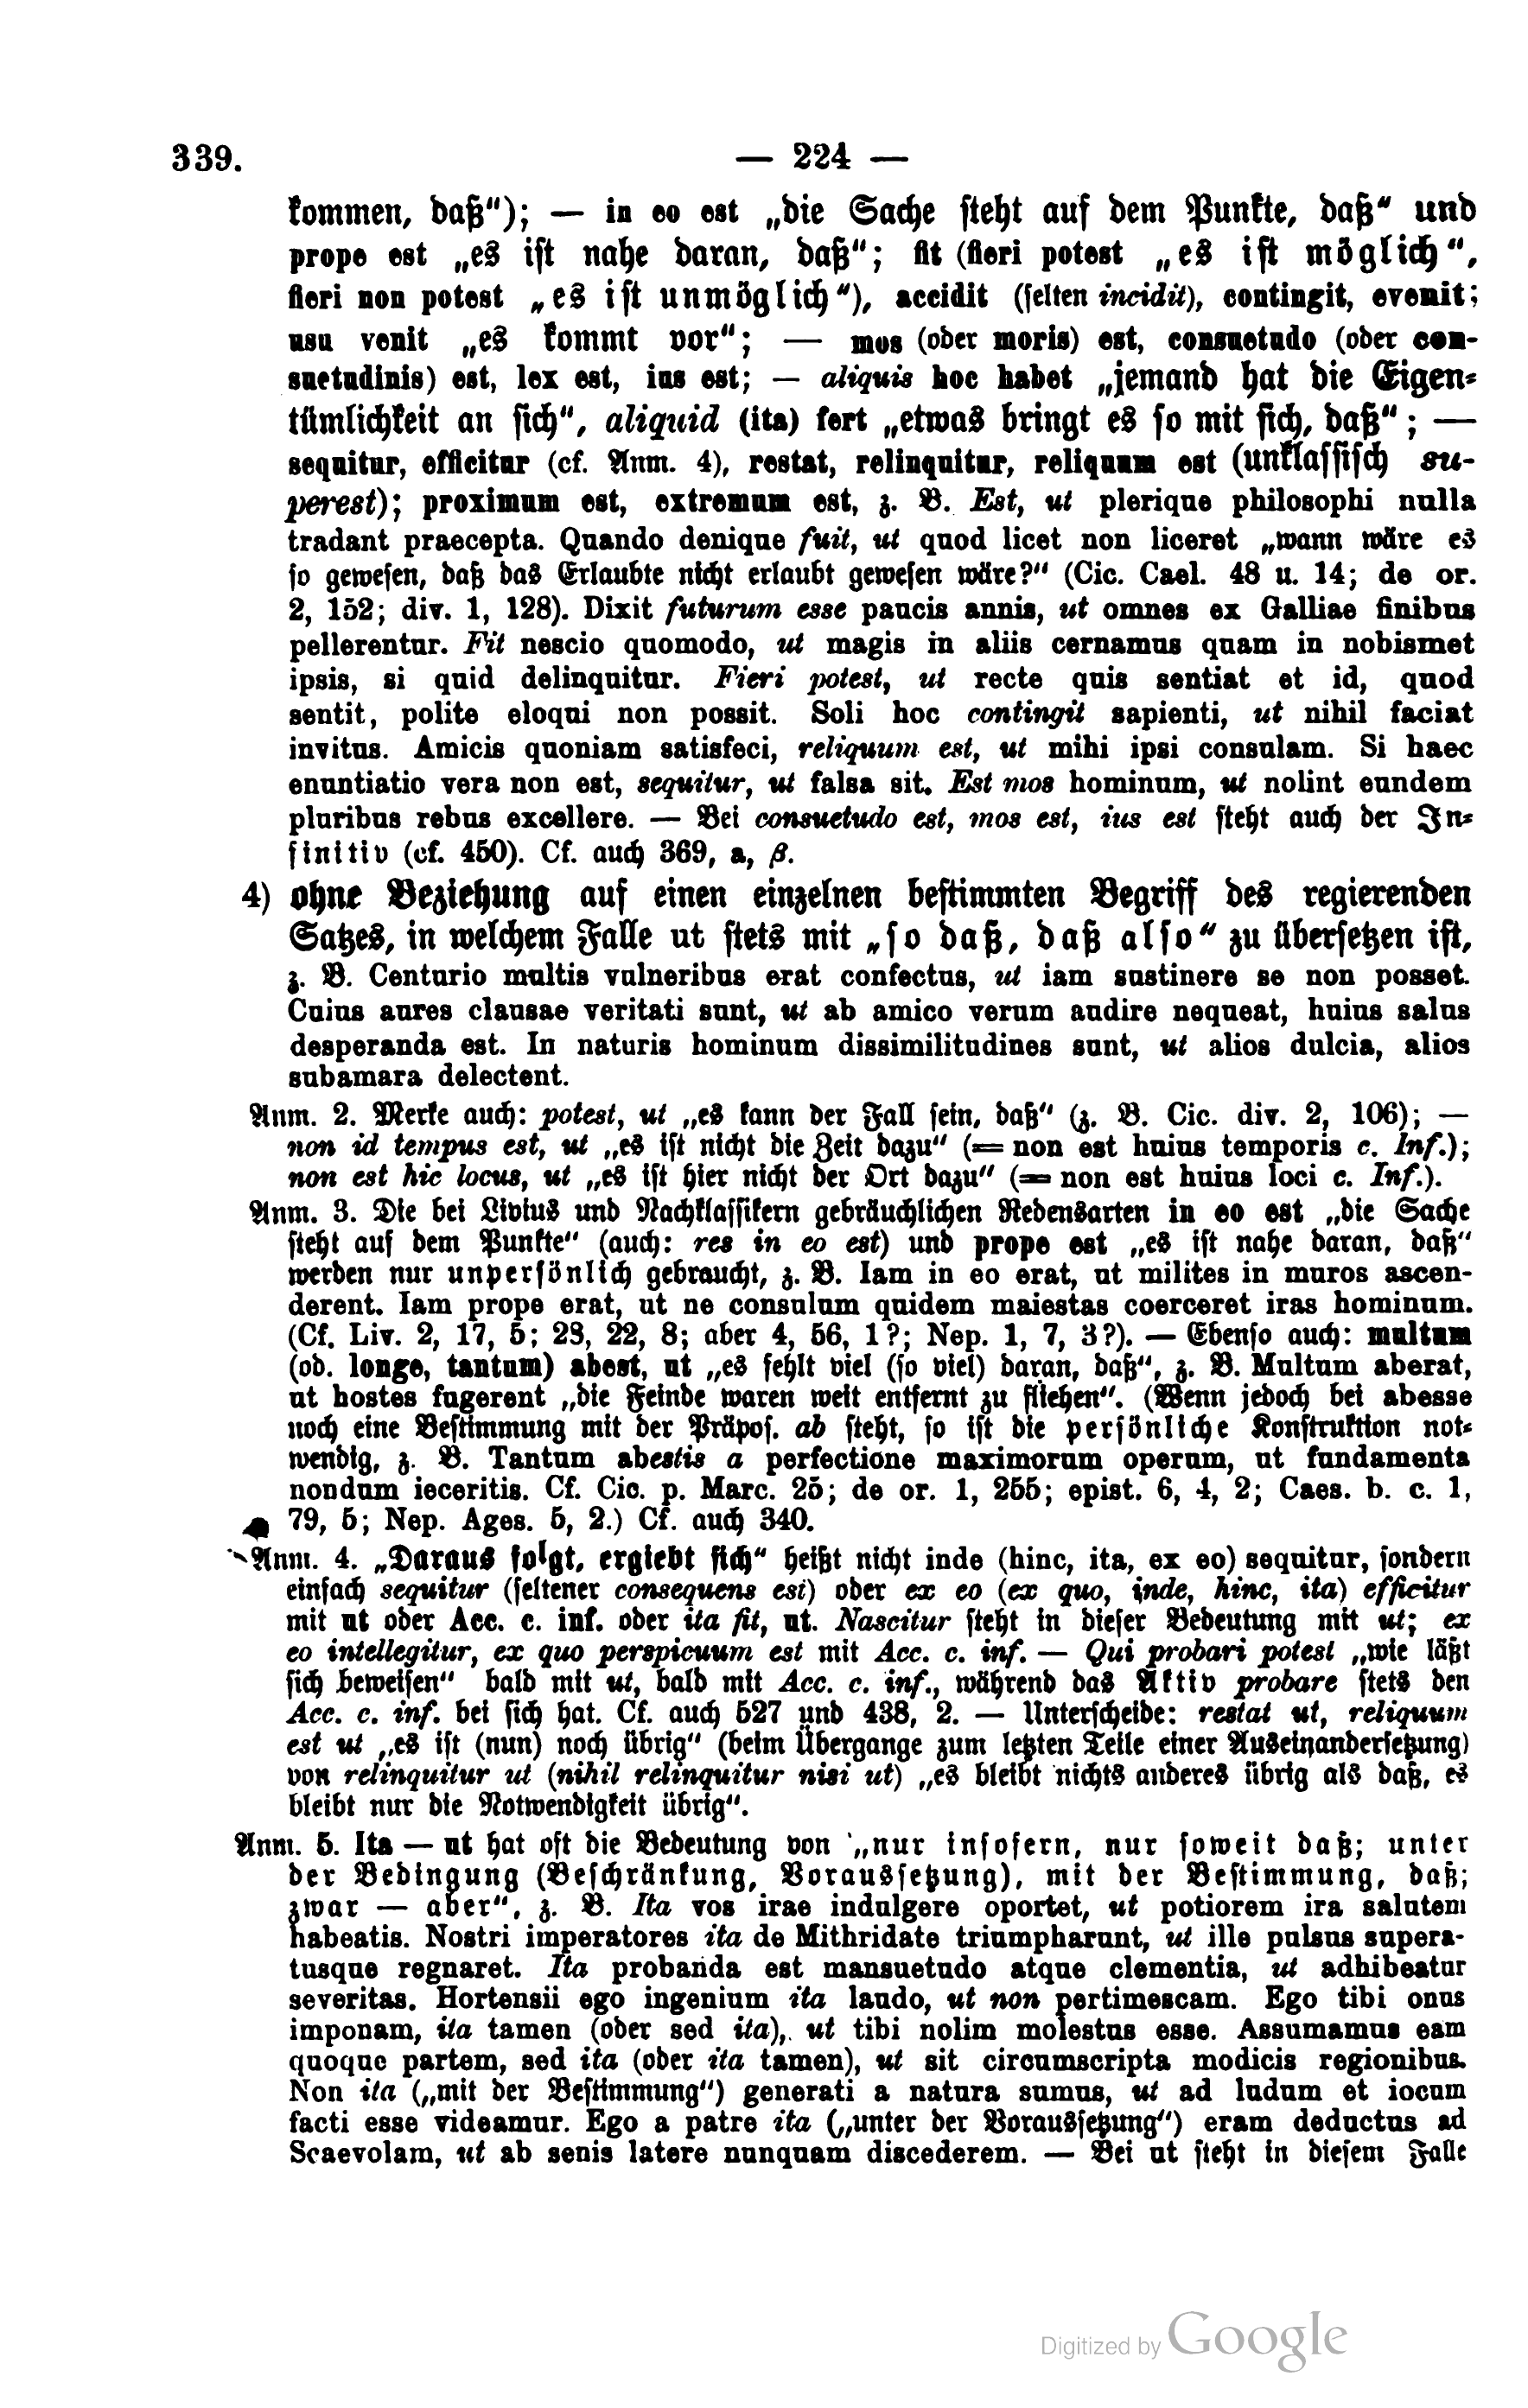 339. — 224 —
kommen, daß“); — in eo est „die Sache steht auf dem Punkte, daß“ und
prope est „es ist nahe daran, daß“; fit (fieri potest „es ist möglich“,
fieri non potest „es ist unmöglich“), accidit (selten incidit), contingit, evenit;
usu venit „es kommt vor“; — mos (oder moris) est, consuetudo (oder con-
suetudinis) est, lex est, ius est; — aliquis hoc habet „jemand hat die Eigen-
tümlichkeit an sich“, aliquid (ita) fert „etwas bringt es so mit sich, daß“; —
sequitur, efficitur (cf. Anm. 4), restat, relinquitur, reliquum est (unklassisch su-
perest); proximum est, extremum est, z. B. Est, ut plerique philosophi nulla
tradant praecepta. Quando denique fuit, ut quod licet non liceret „wann wäre es
so gewesen, daß das Erlaubte nicht erlaubt gewesen wäre?“ (Cic. Cael. 48 u. 14; de or.
2, 152; div. 1, 128). Dixit futurum esse paucis annis, ut omnes ex Galliae finibus
pellerentur. Fit nescio quomodo, ut magis in aliis cernamus quam in nobismet
ipsis, si quid delinquitur. Fieri potest, ut recte quis sentiat et id, quod
sentit, polite eloqui non possit. Soli hoc contingit sapienti, ut nihil faciat
invitus. Amicis quoniam satisfeci, reliquum est, ut mihi ipsi consulam. Si haec
enuntiatio vera non est, sequitur, ut falsa sit. Est mos hominum, ut nolint eundem
pluribus rebus excellere. — Bei consuetudo est, mos est, ius est steht auch der In-
finitiv (cf. 450). Cf. auch 369, a, β.
4) ohne Beziehung auf einen einzelnen bestimmten Begriff des regierenden
Satzes, in welchem Falle ut stets mit „so daß, daß also“ zu übersetzen ist,
z. B. Centurio multis vulneribus erat confectus, ut iam sustinere se non posset.
Cuius aures clausae veritati sunt, ut ab amico verum audire nequeat, huius salus
desperanda est. In naturis hominum dissimilitudines sunt, ut alios dulcia, alios
subamara delectent.
Anm. 2. Merke auch: potest, ut „es kann der Fall sein, daß“ (z. B. Cic. div. 2, 106); —
non id tempus est, ut „es ist nicht die Zeit dazu“ (= non est huius temporis c. Inf.);
non est hic locus, ut „es ist hier nicht der Ort dazu“ (= non est huius loci c. Inf.).
Anm. 3. Die bei Livius und Nachklassikern gebräuchlichen Redensarten in eo est „die Sache
steht auf dem Punkte“ (auch: res in eo est) und prope est „es ist nahe daran, daß“
werden nur unpersönlich gebraucht, z. B. Iam in eo erat, ut milites in muros ascen-
derent. Iam prope erat, ut ne consulum quidem maiestas coerceret iras hominum.
(Cf. Liv. 2, 17, 5; 28, 22, 8; aber 4, 56, 1?; Nep. 1, 7, 3?). — Ebenso auch: multum
(od. longe, tantum) abest, ut „es fehlt viel (so viel) daran, daß“, z. B. Multum aberat,
ut hostes fugerent „die Feinde waren weit entfernt zu fliehen“. (Wenn jedoch bei abesse
noch eine Bestimmung mit der Präpos. ab steht, so ist die persönliche Konstruktion not-
wendig, z. B. Tantum abestis a perfectione maximorum operum, ut fundamenta
nondum ieceritis. Cf. Cic. p. Marc. 25; de or. 1, 255; epist. 6, 4, 2; Caes. b. c. 1,
79, 5; Nep. Ages. 5, 2.) Cf. auch 340.
Anm. 4. „Daraus folgt, ergiebt sich“ heißt nicht inde (hinc, ita, ex eo) sequitur, sondern
einfach sequitur (seltener consequens est) oder ex eo (ex quo, inde, hinc, ita) efficitur
mit ut oder Acc. c. inf. oder ita fit, ut. Nascitur steht in dieser Bedeutung mit ut; ex
eo intellegitur, ex quo perspicuum est mit Acc. c. inf. — Qui probari potest „wie läßt
sich beweisen“ bald mit ut, bald mit Acc. c. inf., während das Aktiv probare stets den
Acc. c. inf. bei sich hat. Cf. auch 527 und 438, 2. — Unterscheide: restat ut, reliquum
est ut „es ist (nun) noch übrig“ (beim Übergange zum letzten Teile einer Auseinandersetzung)
von relinquitur ut (nihil relinquitur nisi ut) „es bleibt nichts anderes übrig als daß, es
bleibt nur die Notwendigkeit übrig“.
Anm. 5. Ita — ut hat oft die Bedeutung von „nur insofern, nur soweit daß; unter
der Bedingung (Beschränkung, Voraussetzung), mit der Bestimmung, daß;
zwar — aber“, z. B. Ita vos irae indulgere oportet, ut potiorem ira salutem
habeatis. Nostri imperatores ita de Mithridate triumpharunt, ut ille pulsus supera-
tusque regnaret. Ita probanda est mansuetudo atque clementia, ut adhibeatur
severitas. Hortensii ego ingenium ita laudo, ut non pertimescam. Ego tibi onus
imponam, ita tamen (oder sed ita), ut tibi nolim molestus esse. Assumamus eam
quoque partem, sed ita (oder ita tamen), ut sit circumscripta modicis regionibus.
Non ita („mit der Bestimmung“) generati a natura sumus, ut ad ludum et iocum
facti esse videamur. Ego a patre ita („unter der Voraussetzung“) eram deductus ad
Scaevolam, ut ab senis latere nunquam discederem. — Bei ut steht in diesem Falle
Digitized by Google